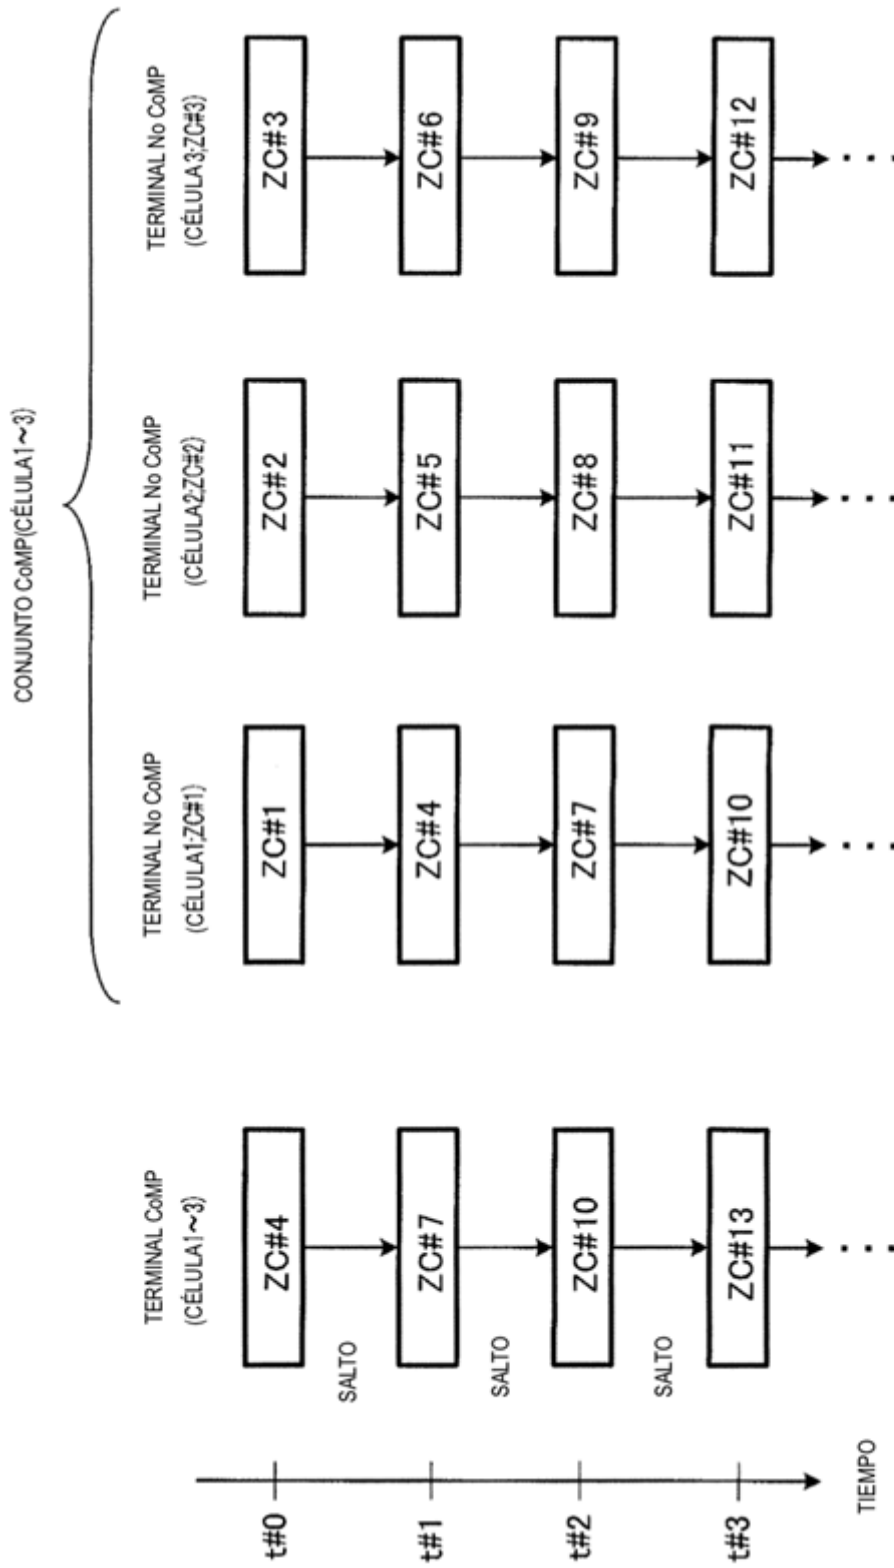 CONJUNTO CoMP(CÉLULA1~3)
TERMINAL CoMP
(CÉLULA1~3)
TERMINAL No CoMP
(CÉLULA1;ZC#1)
TERMINAL No CoMP
(CÉLULA2;ZC#2)
TERMINAL No CoMP
(CÉLULA3;ZC#3)
t#0
ZC#4
ZC#1
ZC#2
ZC#3
SALTO
t#1
ZC#7
ZC#4
ZC#5
ZC#6
SALTO
t#2
ZC#10
ZC#7
ZC#8
ZC#9
SALTO
t#3
ZC#13
ZC#10
ZC#11
ZC#12
TIEMPO